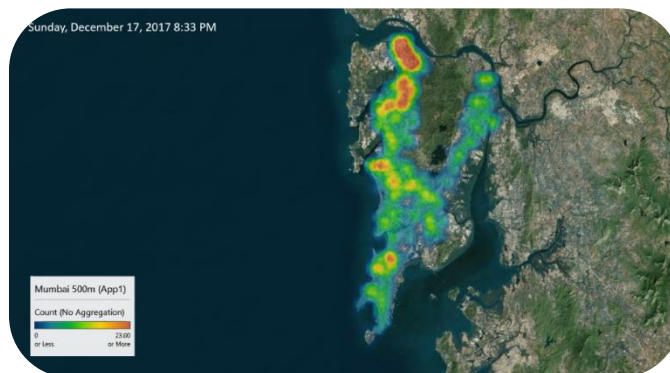 Sunday, December 17, 2017 8:33 PM
Mumbai 500m (App1)
Count (No Aggregation)
0 23.00
or Less or More